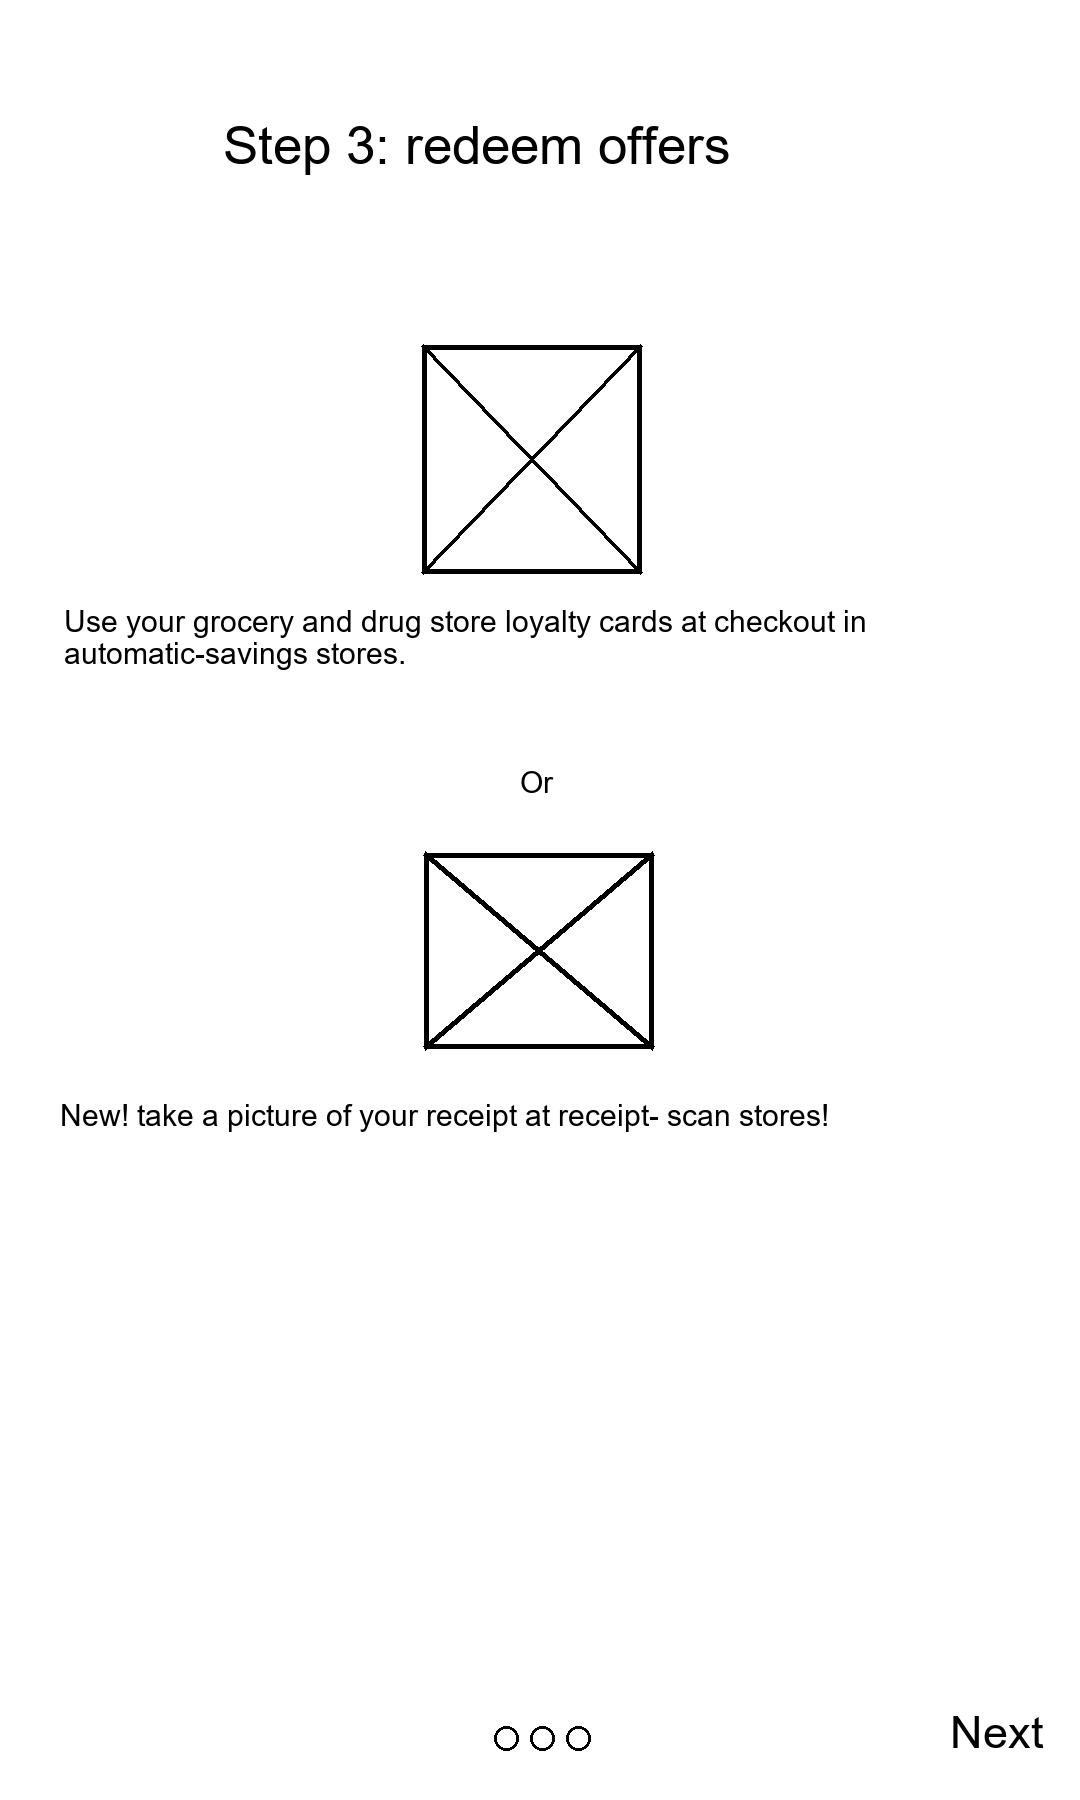 Step 3: redeem offers
Use your grocery and drug store loyalty cards at checkout in
automatic-savings stores.
Or
New! take a picture of your receipt at receipt- scan stores!
Next